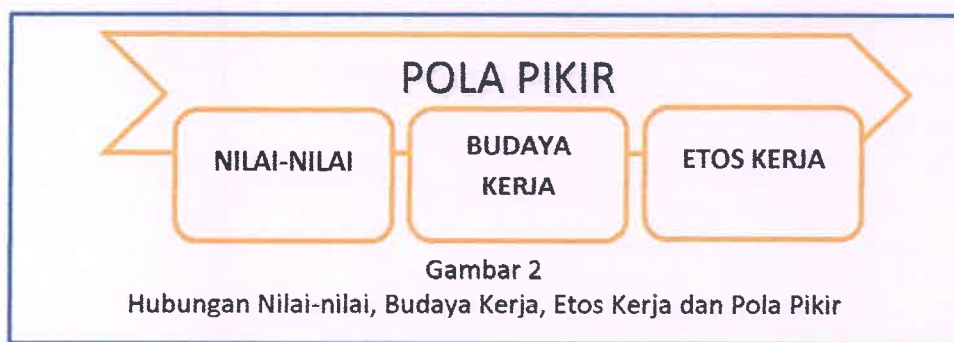 POLA PIKIR
NILAI-NILAI
BUDAYA
KERJA
ETOS KERJA
Gambar 2
Hubungan Nilai-nilai, Budaya Kerja, Etos Kerja dan Pola Pikir